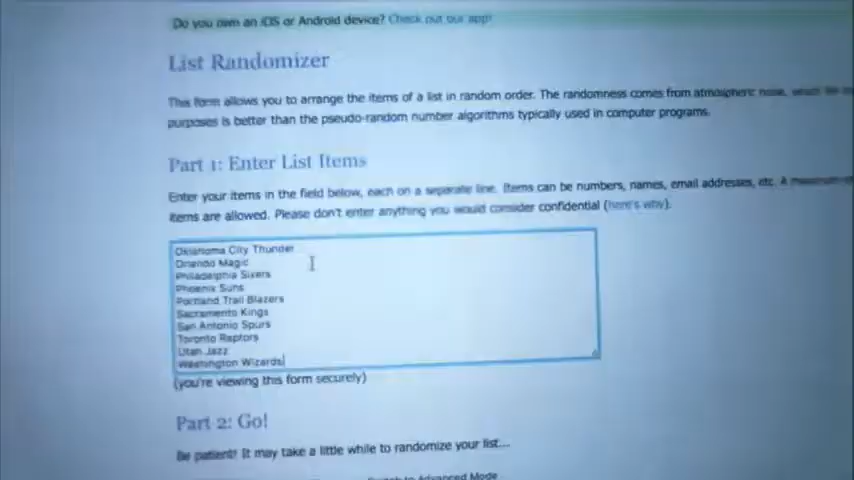 Do you own an iOS or Android device? Check out our app!
List Randomizer
This form allows you to arrange the items of a list in random order. The randomness comes from atmospheric noise, which for
purposes is better than the pseudo-random number algorithms typically used in computer programs.
Part 1: Enter List Items
Enter your items in the field below, each on a separate line. Items can be numbers, names, email addresses, etc. A maximum of
items are allowed. Please don't enter anything you would consider confidential (here's why).
Oklahoma City Thunder
Orlando Magic
Philadelphia Sixers
Phoenix Suns
Portland Trail Blazers
Sacramento Kings
San Antonio Spurs
Toronto Raptors
Utah Jazz
Washington Wizards
(you're viewing this form securely)
Part 2: Go!
Be patient! It may take a little while to randomize your list...
Switch to Advanced Mode